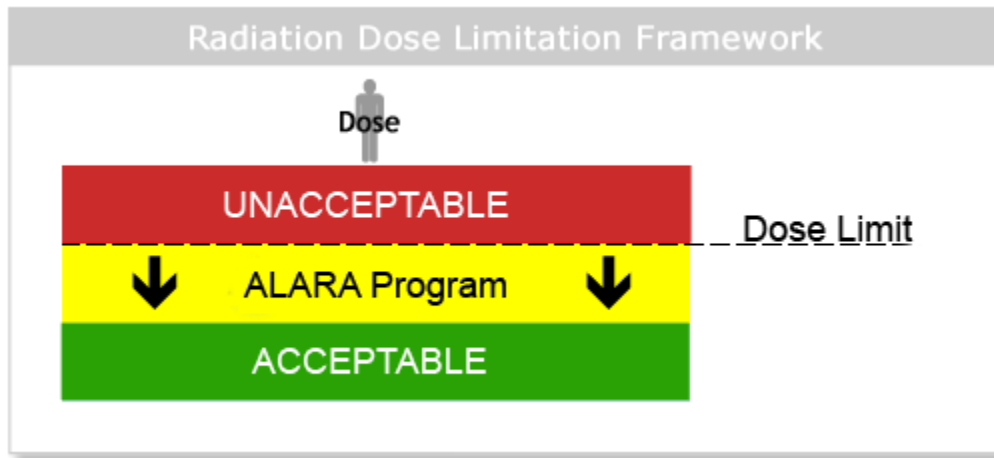 Radiation Dose Limitation Framework
Dose
UNACCEPTABLE
Dose Limit
ALARA Program
ACCEPTABLE